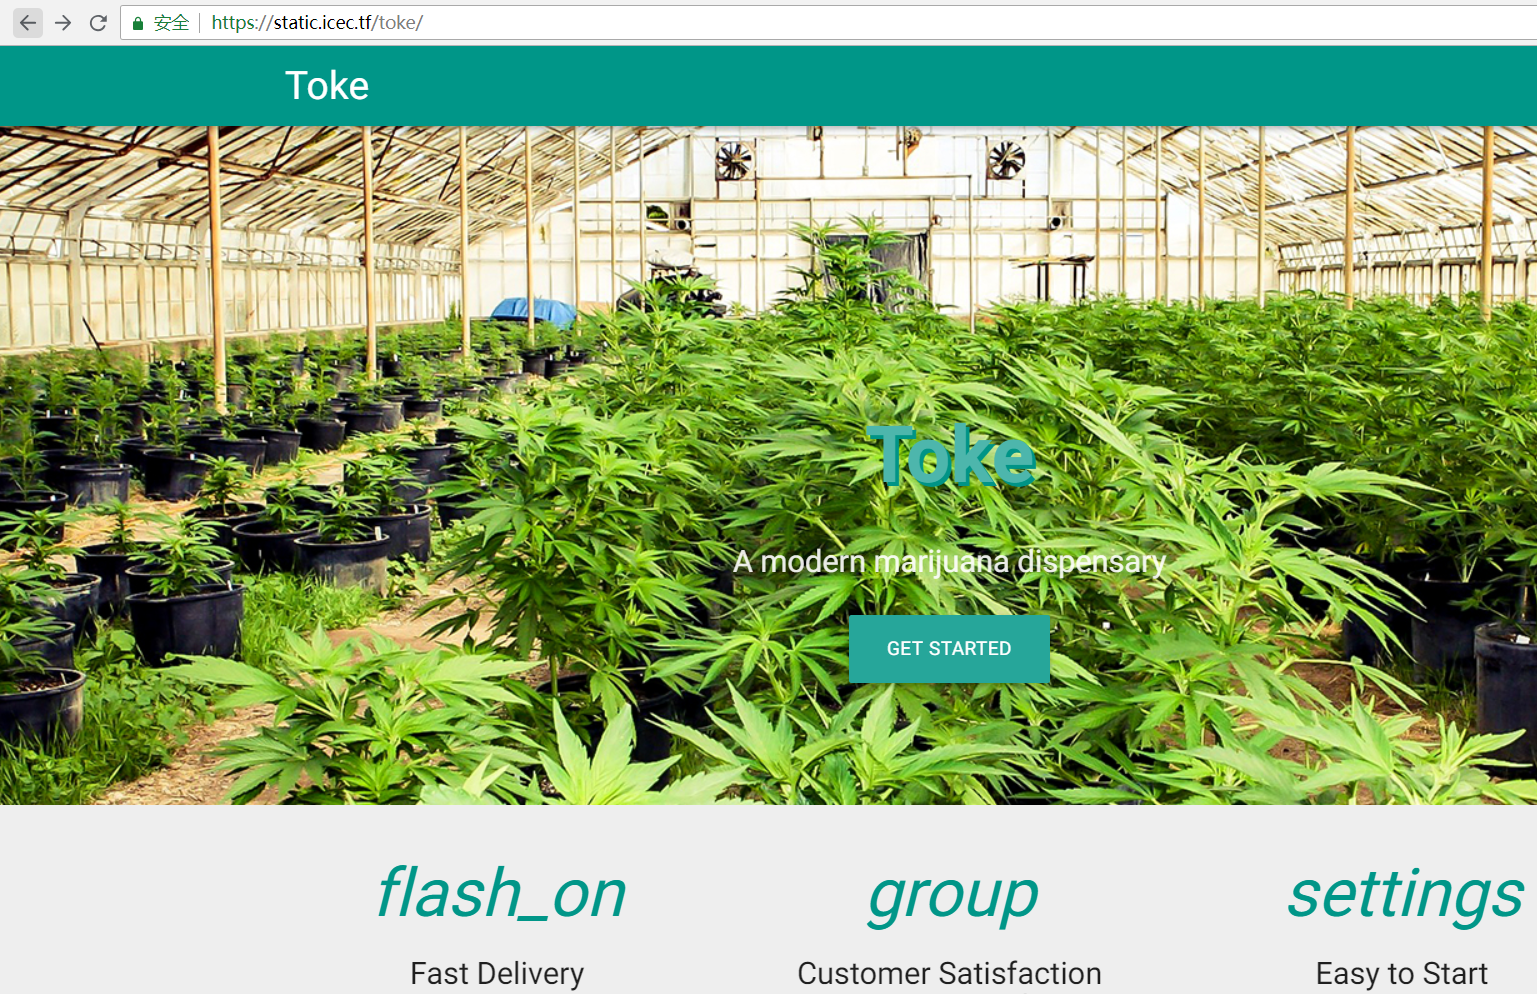 安全 https://static.icec.tf/toke/
Toke
Toke
A modern marijuana dispensary
GET STARTED
flash_on group settings
Fast Delivery Customer Satisfaction Easy to Start